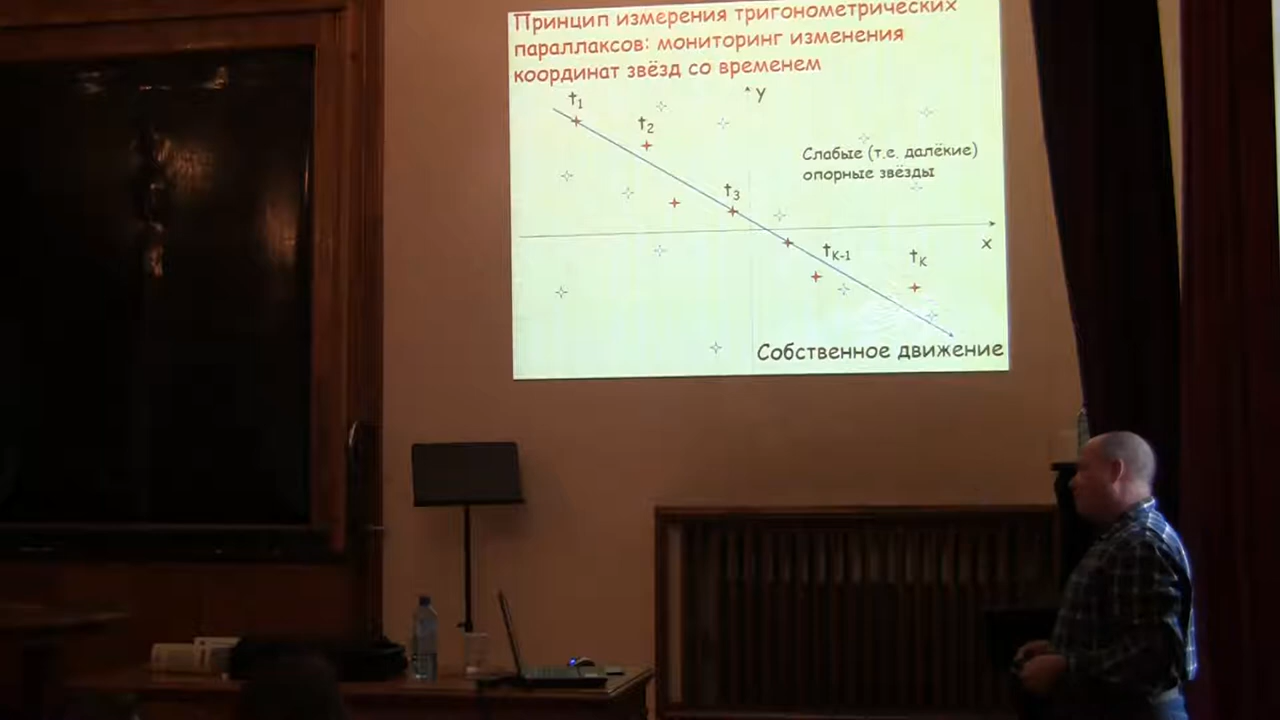 Принцип измерения тригонометрических
параллаксов: мониторинг изменения
координат звёзд со временем
t₁
Y
t₂
Слабые (т.е. далёкие)
опорные звёзды
t₃
X
tK-1
tK
Собственное движение